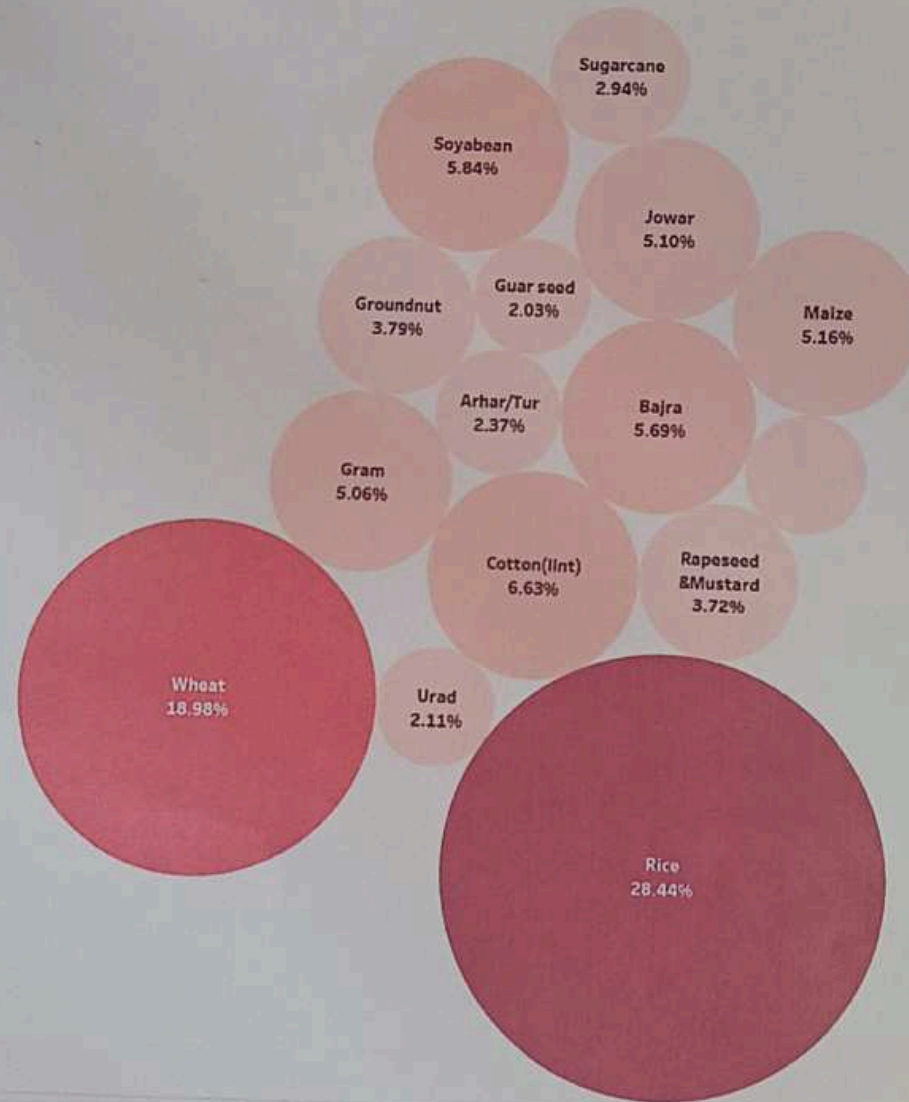 Sugarcane
2.94%
Soyabean
5.84%
Jowar
5.10%
Groundnut
3.79%
Guar seed
2.03%
Maize
5.16%
Arhar/Tur
2.37%
Bajra
5.69%
Gram
5.06%
Cotton(lint)
6.63%
Rapeseed
&Mustard
3.72%
Wheat
18.98%
Urad
2.11%
Rice
28.44%